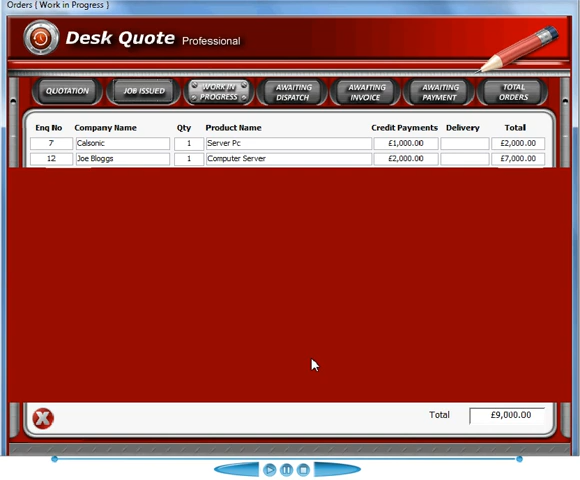 Orders ( Work in Progress )
Desk Quote Professional
QUOTATION JOB ISSUED WORK IN PROGRESS AWAITING DISPATCH AWAITING INVOICE AWAITING PAYMENT TOTAL ORDERS
Enq No Company Name Qty Product Name Credit Payments Delivery Total
7 Calsonic 1 Server Pc £1,000.00 £2,000.00
12 Joe Bloggs 1 Computer Server £2,000.00 £7,000.00
Total £9,000.00